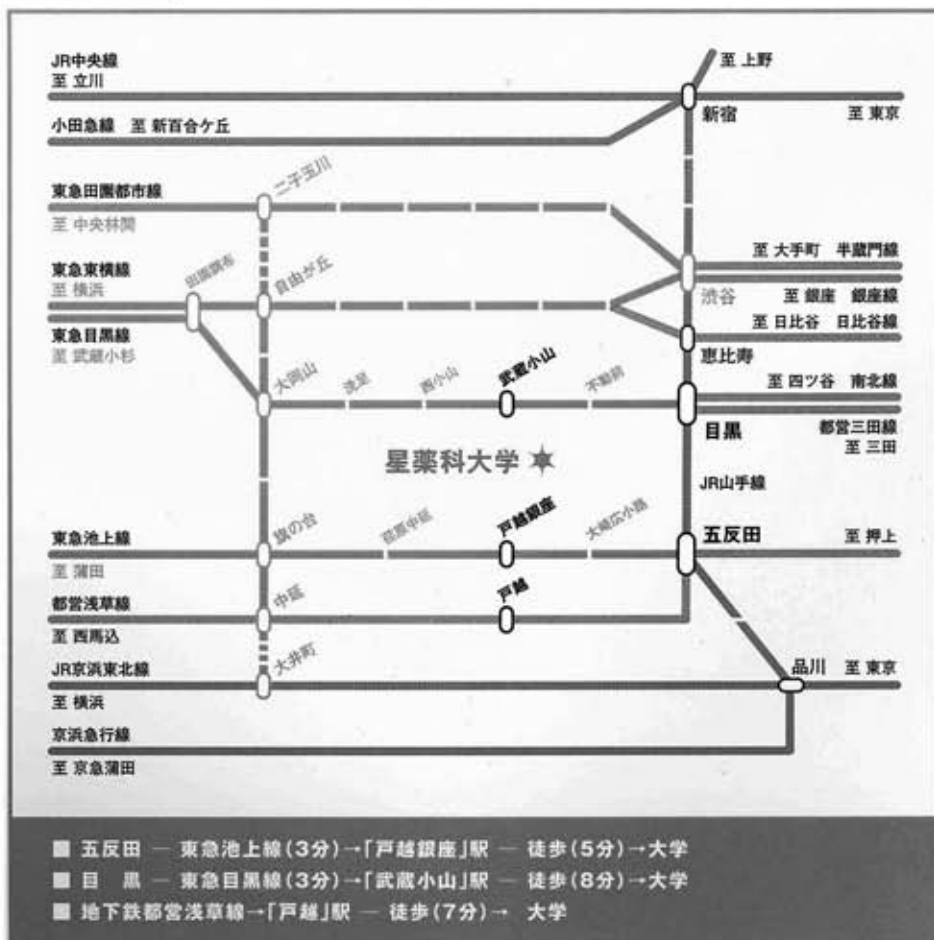 JR中央線
至 立川
至 上野
新宿
至 東京
小田急線 至 新百合ケ丘
二子玉川
東急田園都市線
至 中央林間
至 大手町 半蔵門線
田園調布
自由が丘
東急東横線
至 横浜
渋谷
至 銀座 銀座線
東急目黒線
至 武蔵小杉
至 日比谷 日比谷線
恵比寿
大岡山
洗足
西小山
武蔵小山
不動前
至 四ツ谷 南北線
目黒
都営三田線
至 三田
星薬科大学
JR山手線
旗の台
荏原中延
戸越銀座
大崎広小路
五反田
東急池上線
至 蒲田
至 押上
中延
戸越
都営浅草線
至 西馬込
大井町
JR京浜東北線
至 横浜
品川 至 東京
京浜急行線
至 京急蒲田
■ 五反田 ― 東急池上線(3分)→「戸越銀座」駅 ― 徒歩(5分)→大学
■ 目 黒 ― 東急目黒線(3分)→「武蔵小山」駅 ― 徒歩(8分)→大学
■ 地下鉄都営浅草線→「戸越」駅 ― 徒歩(7分)→ 大学